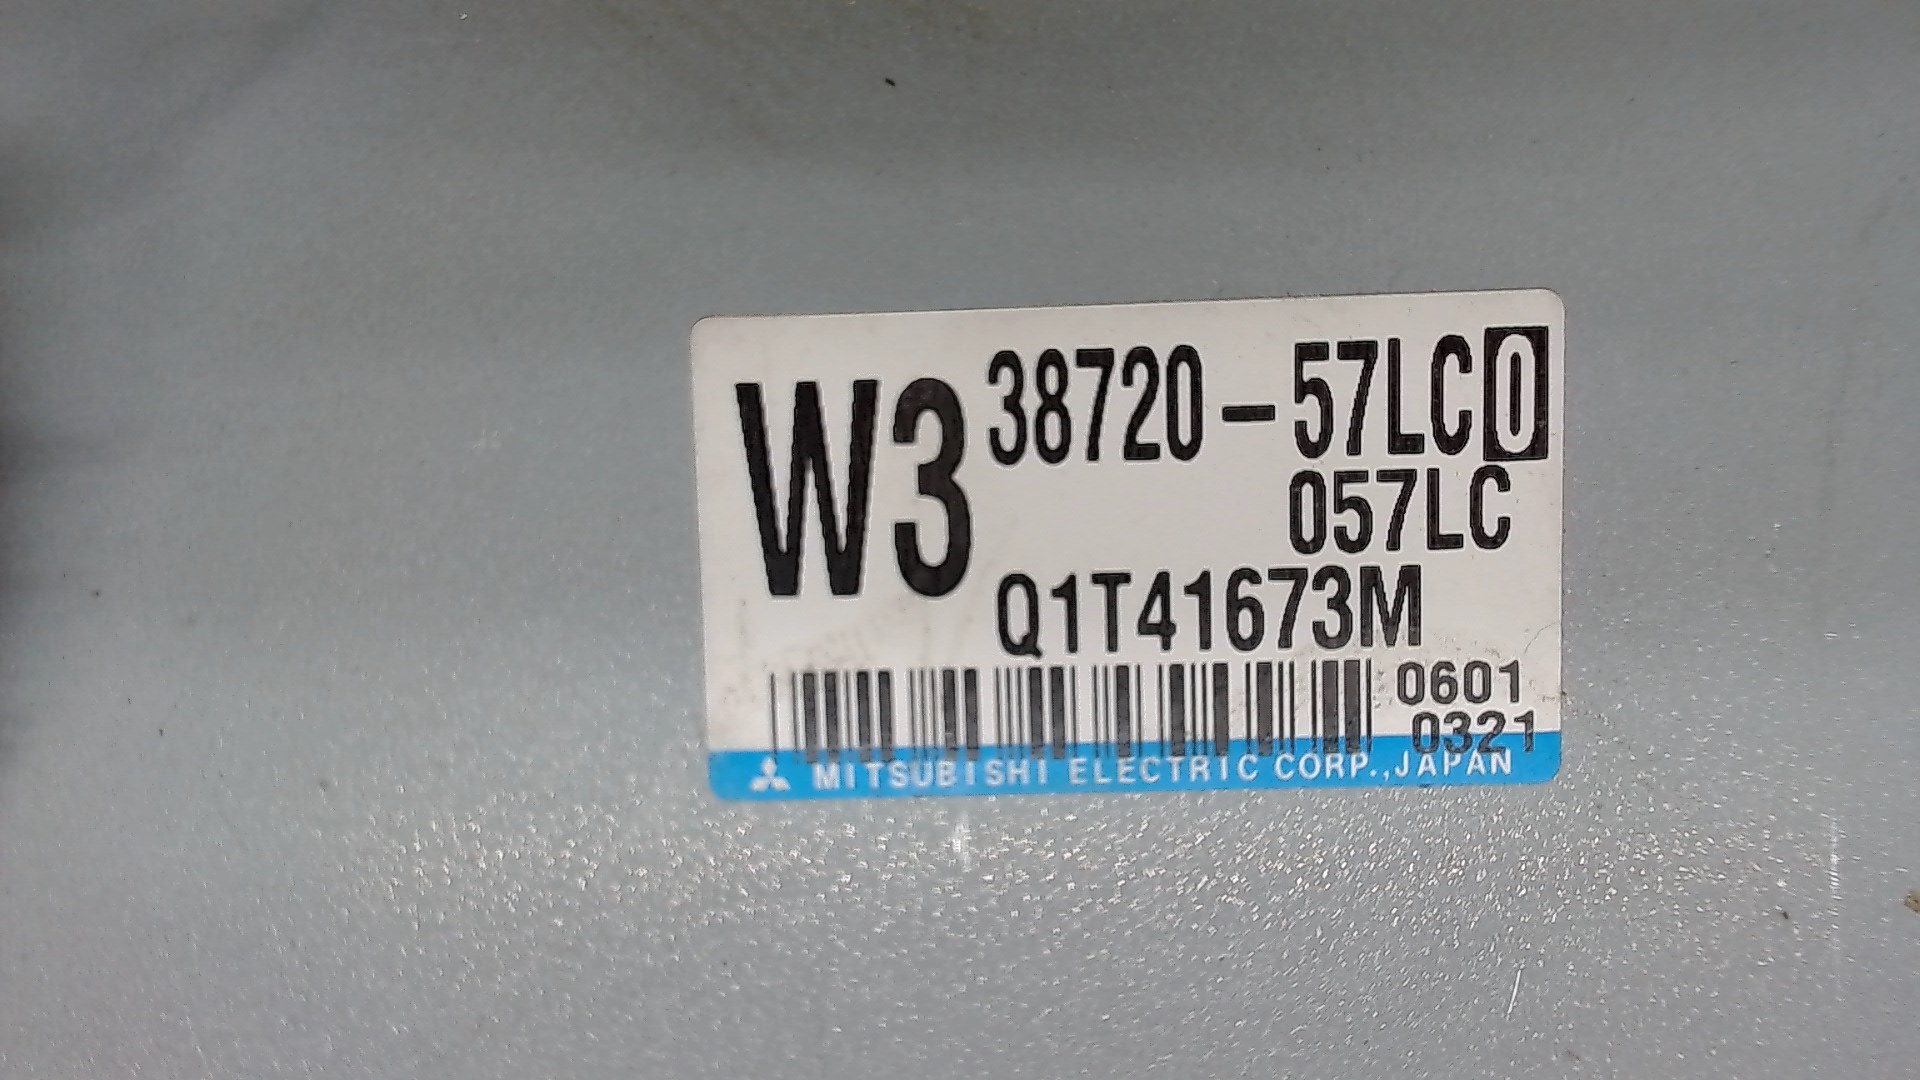 W3 38720-57LC0
057LC
Q1T41673M
0601
0321
MITSUBISHI ELECTRIC CORP.,JAPAN